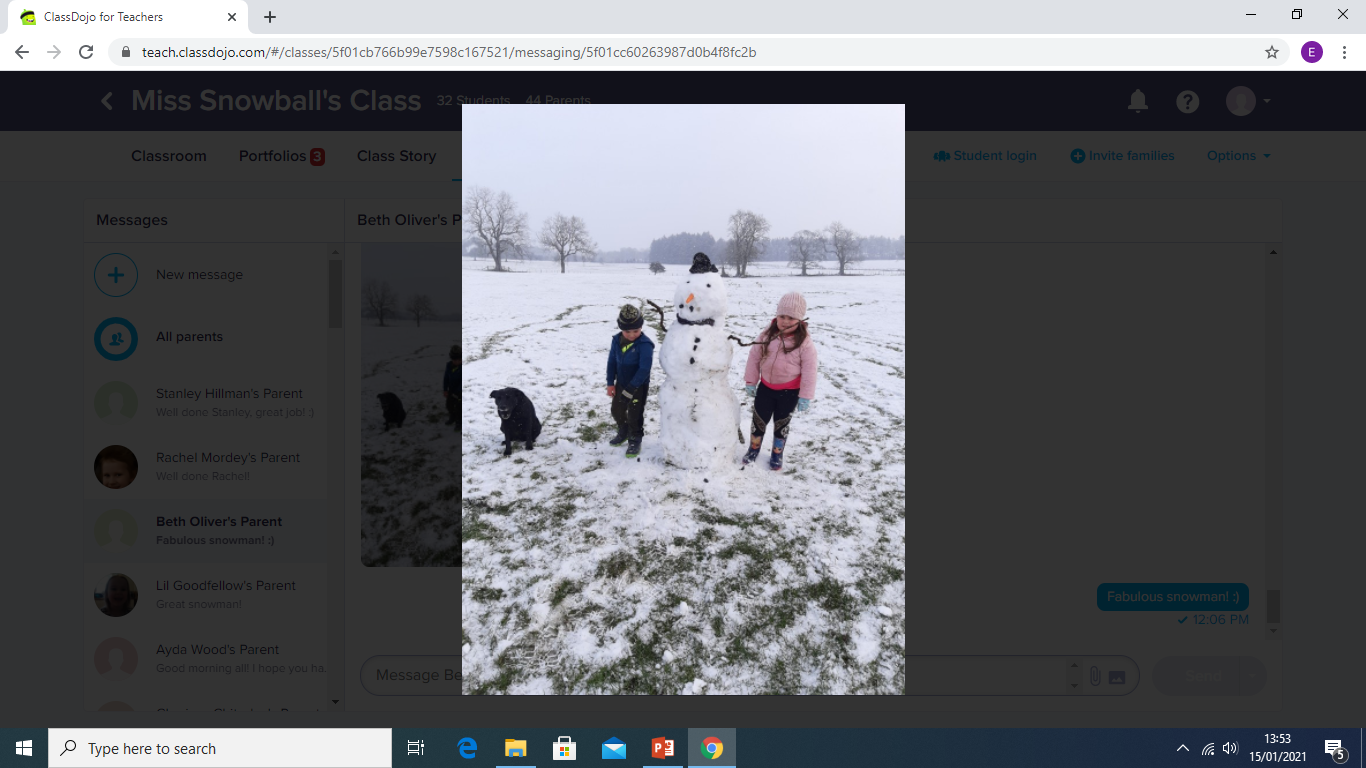 ClassDojo for Teachers
teach.classdojo.com/#/classes/5f01cb766b99e7598c167521/messaging/5f01cc60263987d0b4f8fc2b
E
Miss Snowball's Class 32 Students 44 Parents
Classroom Portfolios 3 Class Story Student login Invite families Options
Messages
Beth Oliver's P
New message
All parents
Stanley Hillman's Parent
Well done Stanley, great job! :)
Rachel Mordey's Parent
Well done Rachel!
Beth Oliver's Parent
Fabulous snowman! :)
Lil Goodfellow's Parent
Great snowman!
Ayda Wood's Parent
Good morning all! I hope you ha..
Fabulous snowman! :)
12:06 PM
Message Be
Send
Type here to search
13:53
15/01/2021
5